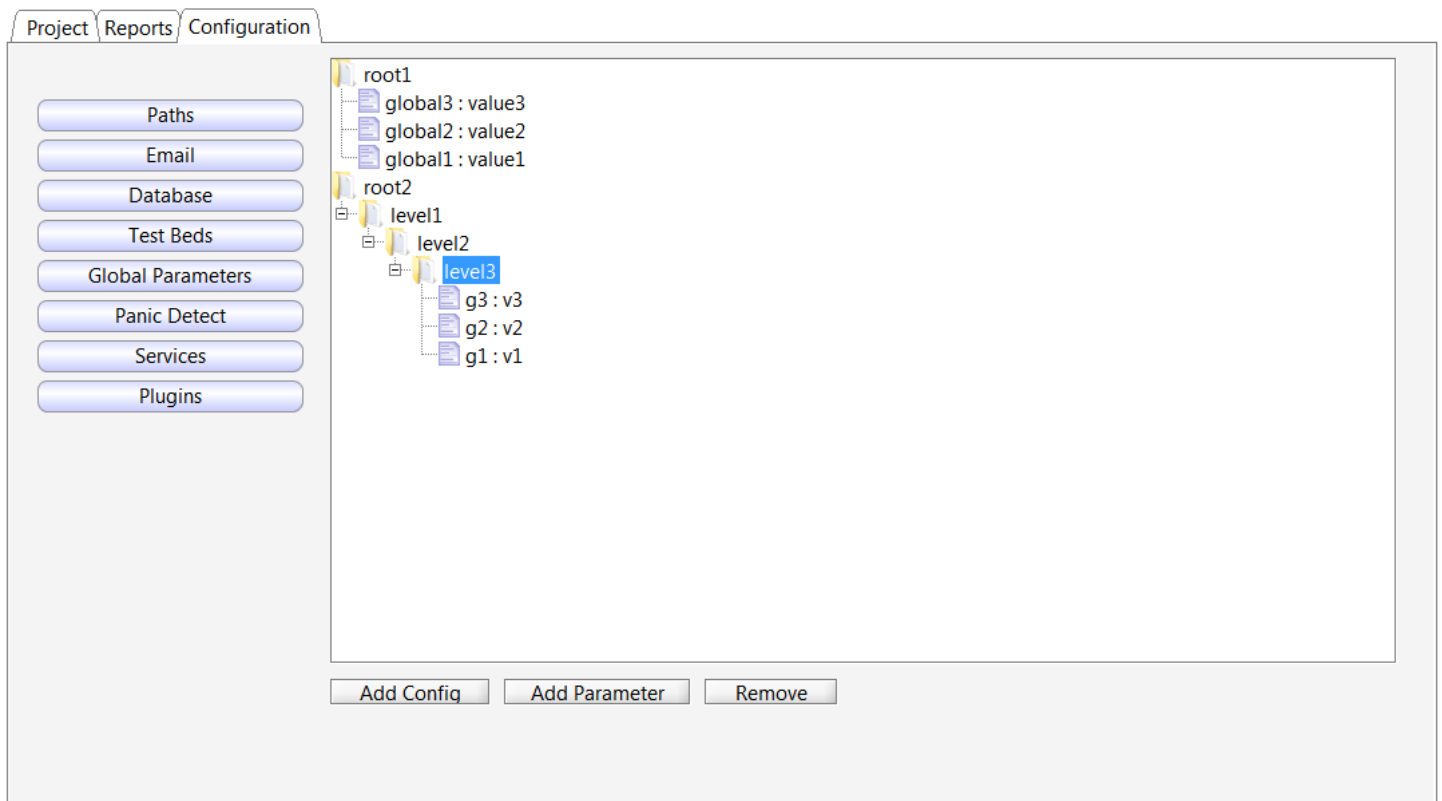 Project Reports Configuration
Paths
Email
Database
Test Beds
Global Parameters
Panic Detect
Services
Plugins
root1
global3 : value3
global2 : value2
global1 : value1
root2
level1
level2
level3
g3 : v3
g2 : v2
g1 : v1
Add Config Add Parameter Remove